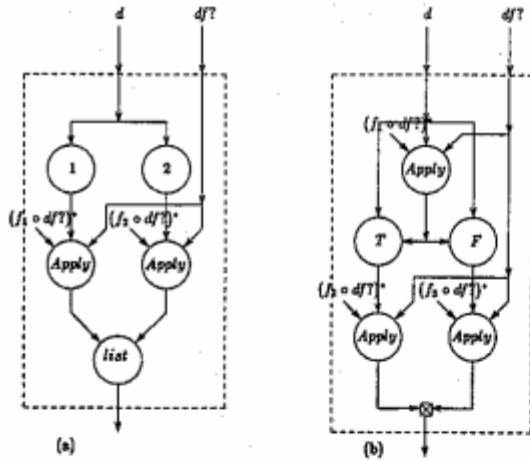 d df? d df?
(f₁ ∘ df?)
1 2 Apply
(f₁ ∘ df?)* (f₂ ∘ df?)* T F
Apply Apply (f₂ ∘ df?)* (f₃ ∘ df?)*
list Apply Apply
(a) (b)